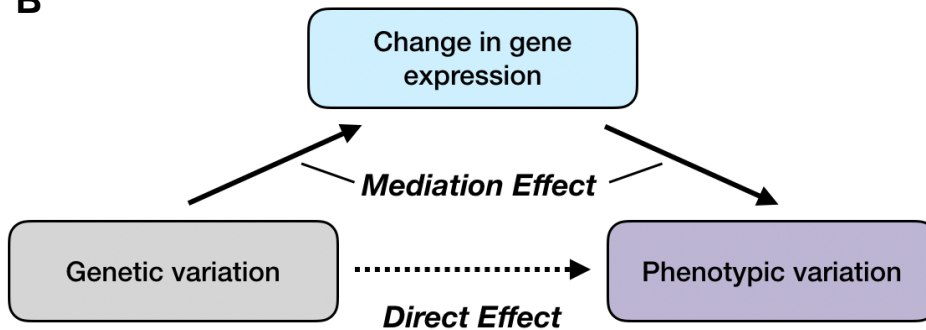 B
Change in gene
expression
Mediation Effect
Genetic variation
Phenotypic variation
Direct Effect